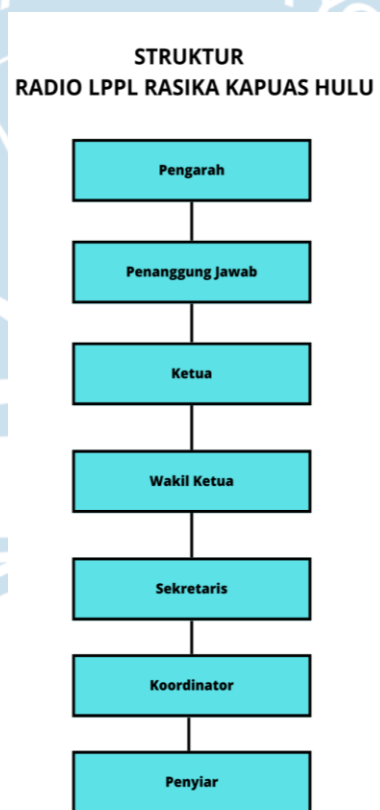 STRUKTUR
RADIO LPPL RASIKA KAPUAS HULU
Pengarah
Penanggung Jawab
Ketua
Wakil Ketua
Sekretaris
Koordinator
Penyiar